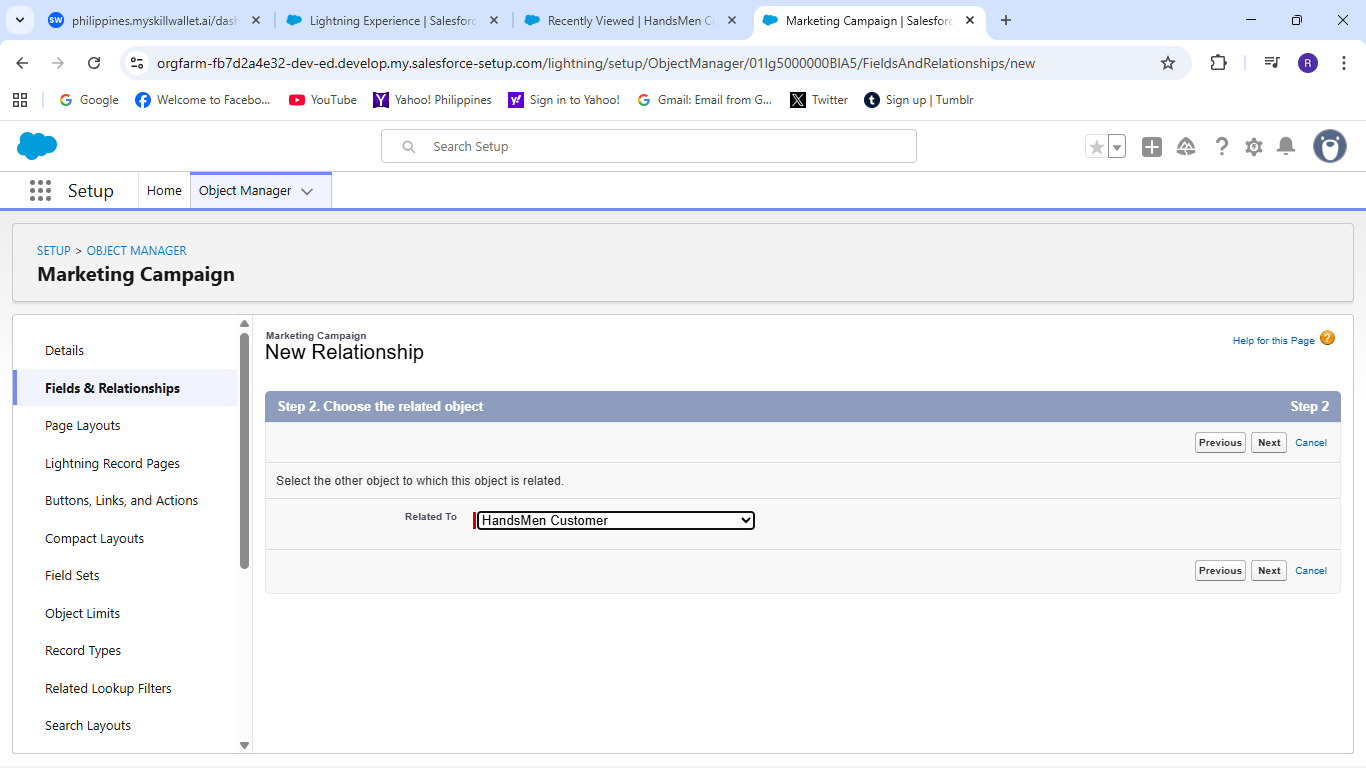 SW philippines.myskillwallet.ai/dash
Lightning Experience | Salesforc
Recently Viewed | HandsMen Cu
Marketing Campaign | Salesforc
orgfarm-fb7d2a4e32-dev-ed.develop.my.salesforce-setup.com/lightning/setup/ObjectManager/01Ig5000000BIA5/FieldsAndRelationships/new
R
Google
Welcome to Facebo...
YouTube
Yahoo! Philippines
Sign in to Yahoo!
Gmail: Email from G...
Twitter
Sign up | Tumblr
Search Setup
Setup
Home
Object Manager
SETUP > OBJECT MANAGER
Marketing Campaign
Details
Fields & Relationships
Page Layouts
Lightning Record Pages
Buttons, Links, and Actions
Compact Layouts
Field Sets
Object Limits
Record Types
Related Lookup Filters
Search Layouts
Marketing Campaign
New Relationship
Help for this Page ?
Step 2. Choose the related object
Step 2
Previous Next Cancel
Select the other object to which this object is related.
Related To HandsMen Customer
Previous Next Cancel